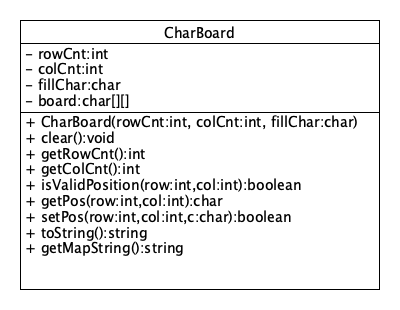 CharBoard
- rowCnt:int
- colCnt:int
- fillChar:char
- board:char[][]
+ CharBoard(rowCnt:int, colCnt:int, fillChar:char)
+ clear():void
+ getRowCnt():int
+ getColCnt():int
+ isValidPosition(row:int,col:int):boolean
+ getPos(row:int,col:int):char
+ setPos(row:int,col:int,c:char):boolean
+ toString():string
+ getMapString():string